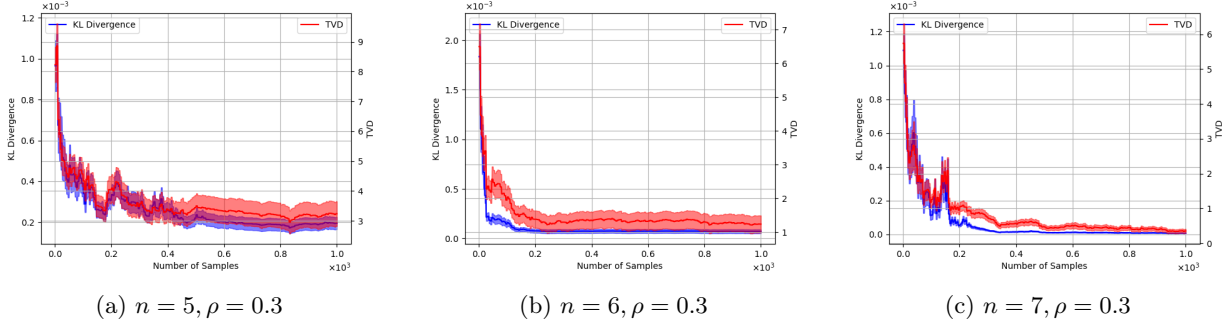 1.2
×10⁻³
KL Divergence
TVD
1.0
0.8
0.6
0.4
0.2
9
8
7
6
5
4
3
KL Divergence
TVD
0.0 0.2 0.4 0.6 0.8 1.0
Number of Samples
×10³
(a) n = 5, ρ = 0.3
×10⁻³
KL Divergence
TVD
2.0
1.5
1.0
0.5
0.0
7
6
5
4
3
2
1
KL Divergence
TVD
0.0 0.2 0.4 0.6 0.8 1.0
Number of Samples
×10³
(b) n = 6, ρ = 0.3
×10⁻³
KL Divergence
TVD
1.2
1.0
0.8
0.6
0.4
0.2
0.0
6
5
4
3
2
1
0
KL Divergence
TVD
0.0 0.2 0.4 0.6 0.8 1.0
Number of Samples
×10³
(c) n = 7, ρ = 0.3